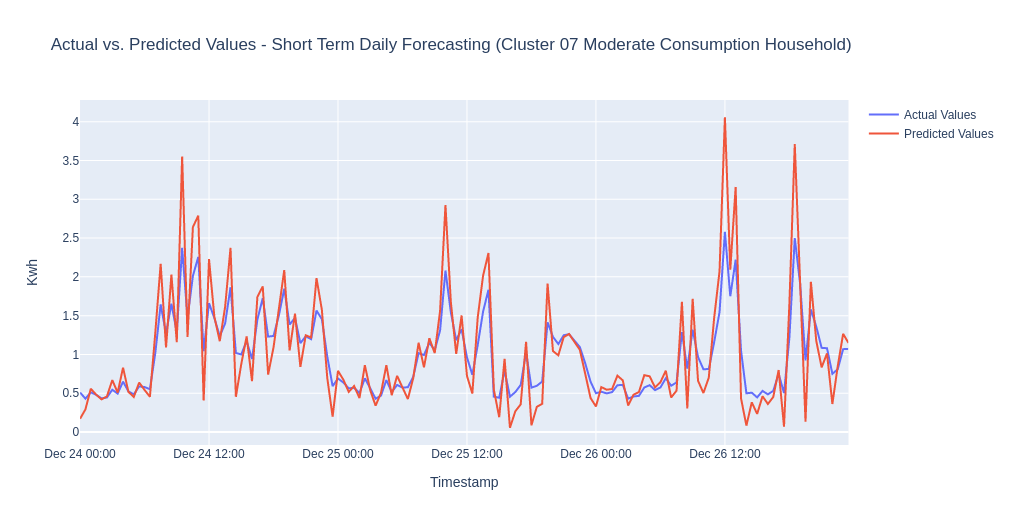 Actual vs. Predicted Values - Short Term Daily Forecasting (Cluster 07 Moderate Consumption Household)
Actual Values
Predicted Values
Kwh
4
3.5
3
2.5
2
1.5
1
0.5
0
Dec 24 00:00
Dec 24 12:00
Dec 25 00:00
Dec 25 12:00
Dec 26 00:00
Dec 26 12:00
Timestamp